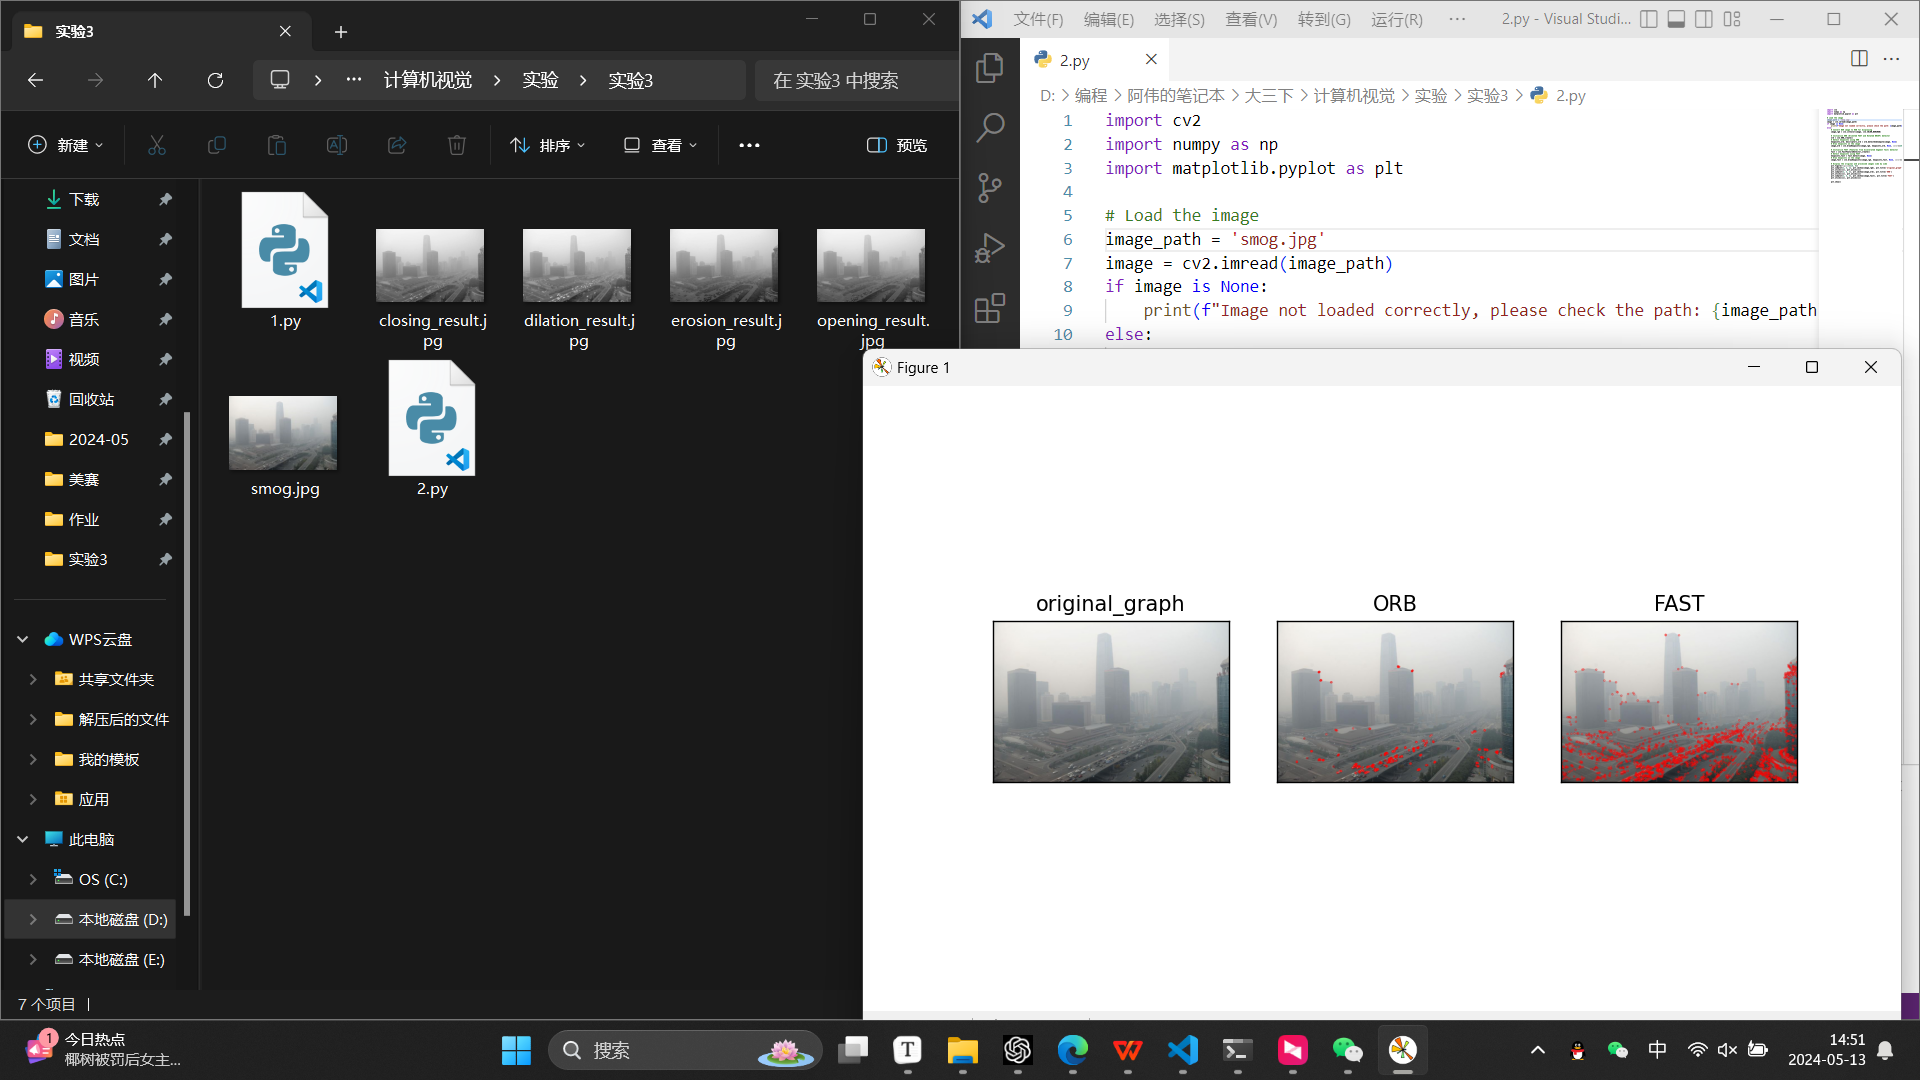 实验3
计算机视觉
实验
实验3
在 实验3 中搜索
新建
排序
查看
预览
下载
文档
图片
音乐
视频
回收站
2024-05
美赛
作业
实验3
WPS云盘
共享文件夹
解压后的文件
我的模板
应用
此电脑
OS (C:)
本地磁盘 (D:)
本地磁盘 (E:)
1.py
closing_result.j
pg
dilation_result.j
pg
erosion_result.j
pg
opening_result.
jpg
smog.jpg
2.py
7 个项目
文件(F)
编辑(E)
选择(S)
查看(V)
转到(G)
运行(R)
2.py - Visual Studi...
2.py
D: > 编程 > 阿伟的笔记本 > 大三下 > 计算机视觉 > 实验 > 实验3 > 2.py
1 import cv2
2 import numpy as np
3 import matplotlib.pyplot as plt
4
5 # Load the image
6 image_path = 'smog.jpg'
7 image = cv2.imread(image_path)
8 if image is None:
9 print(f"Image not loaded correctly, please check the path: {image_path
10 else:
Figure 1
original_graph
ORB
FAST
1
今日热点
椰树被罚后女主...
搜索
中
14:51
2024-05-13